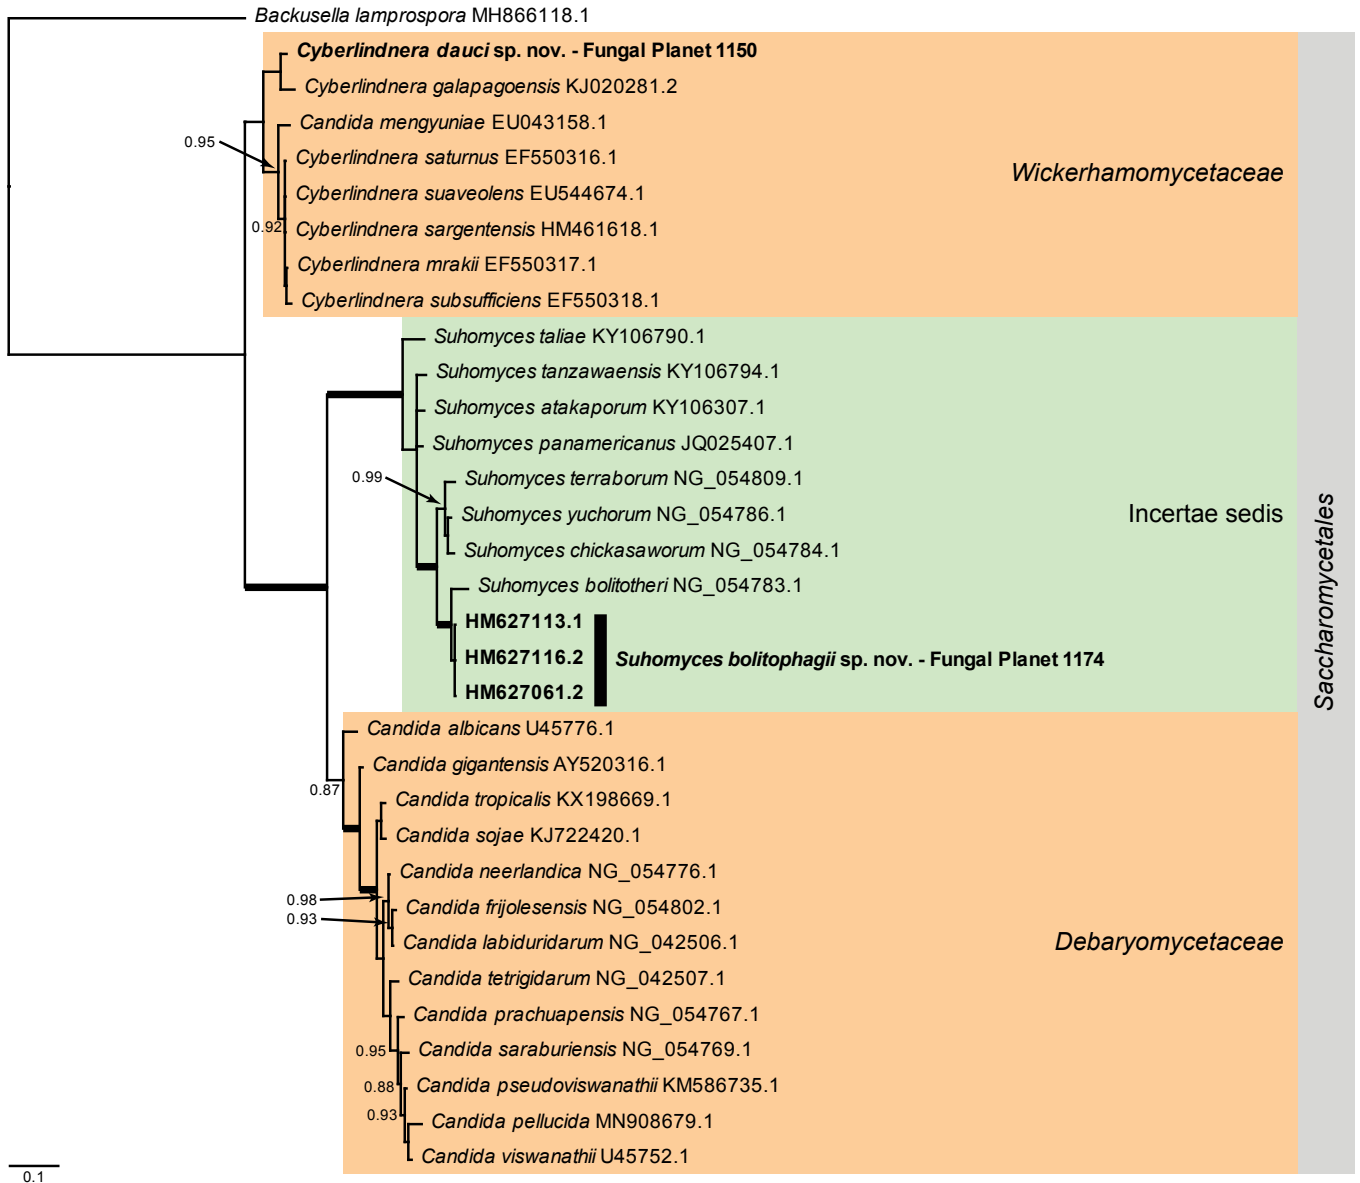 Backusella lamprospora MH866118.1
Cyberlindnera dauci sp. nov. - Fungal Planet 1150
Cyberlindnera galapagoensis KJ020281.2
Candida mengyuniae EU043158.1
0.95
Cyberlindnera saturnus EF550316.1
Wickerhamomycetaceae
Cyberlindnera suaveolens EU544674.1
0.92
Cyberlindnera sargentensis HM461618.1
Cyberlindnera mrakii EF550317.1
Cyberlindnera subsufficiens EF550318.1
Suhomyces taliae KY106790.1
Suhomyces tanzawaensis KY106794.1
Suhomyces atakaporum KY106307.1
Suhomyces panamericanus JQ025407.1
0.99
Suhomyces terraborum NG_054809.1
Suhomyces yuchorum NG_054786.1
Incertae sedis
Suhomyces chickasaworum NG_054784.1
Suhomyces bolitotheri NG_054783.1
Saccharomycetales
HM627113.1
HM627116.2
Suhomyces bolitophagii sp. nov. - Fungal Planet 1174
HM627061.2
Candida albicans U45776.1
Candida gigantensis AY520316.1
0.87
Candida tropicalis KX198669.1
Candida sojae KJ722420.1
Candida neerlandica NG_054776.1
0.98
Candida frijolesensis NG_054802.1
0.93
Candida labiduridarum NG_042506.1
Debaryomycetaceae
Candida tetrigidarum NG_042507.1
Candida prachuapensis NG_054767.1
0.95
Candida saraburiensis NG_054769.1
0.88
Candida pseudoviswanathii KM586735.1
0.93
Candida pellucida MN908679.1
Candida viswanathii U45752.1
0.1